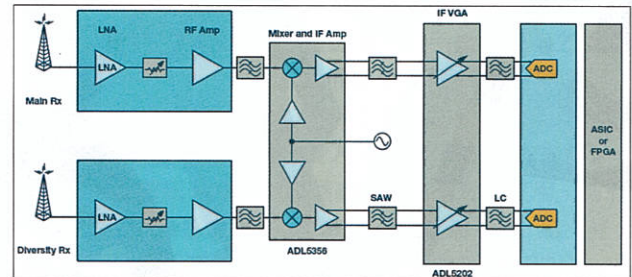 LNA
RF Amp
Mixer and IF Amp
IF VGA
LNA
ADC
Main Rx
ASIC
or
FPGA
SAW
LC
LNA
ADC
Diversity Rx
ADL5356
ADL5202